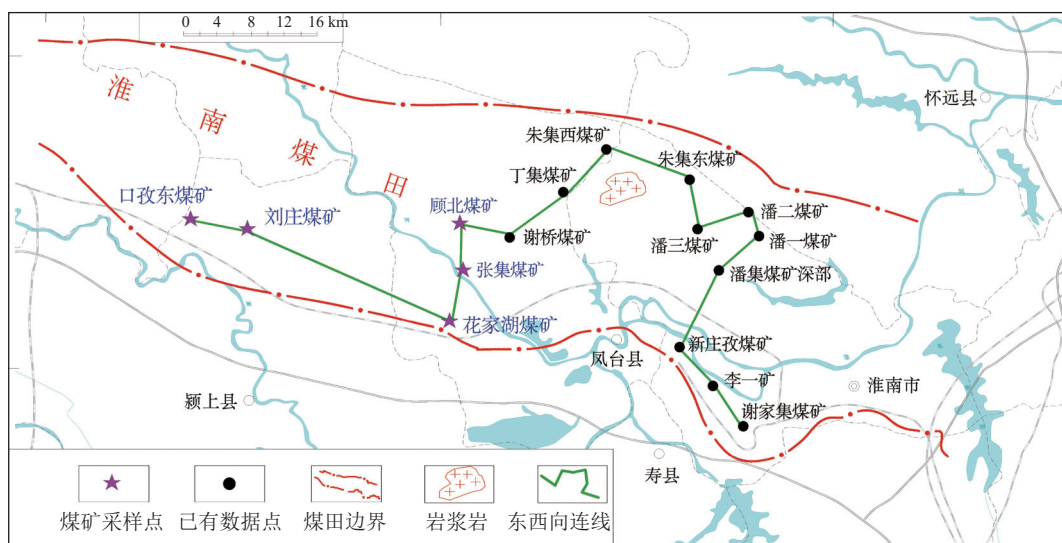 0 4 8 12 16 km
淮南煤田
怀远县
朱集西煤矿
朱集东煤矿
丁集煤矿
口孜东煤矿
刘庄煤矿
顾北煤矿
谢桥煤矿
潘二煤矿
潘三煤矿
潘一煤矿
张集煤矿
潘集煤矿深部
花家湖煤矿
凤台县
新庄孜煤矿
李一矿
淮南市
颍上县
谢家集煤矿
寿县
煤矿采样点 已有数据点 煤田边界 岩浆岩 东西向连线